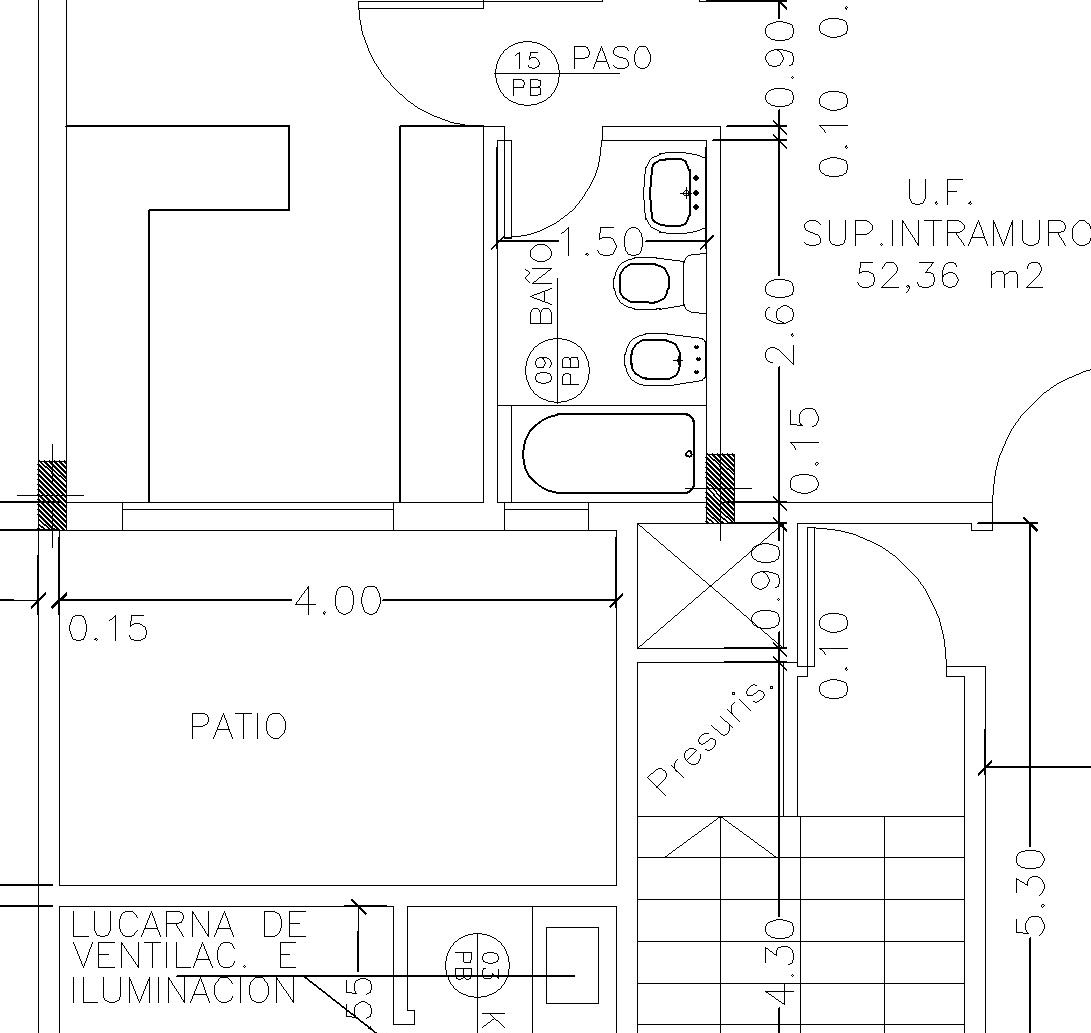 0.
0.90
15
PB
PASO
0.10
U.F.
SUP.INTRAMURO
52,36 m2
1.50
BAÑO
09
PB
2.60
0.15
0.90
4.00
0.15
0.10
Presuris.
PATIO
5.30
LUCARNA DE
VENTILAC. E
ILUMINACION
55
03
PB
K
4.30